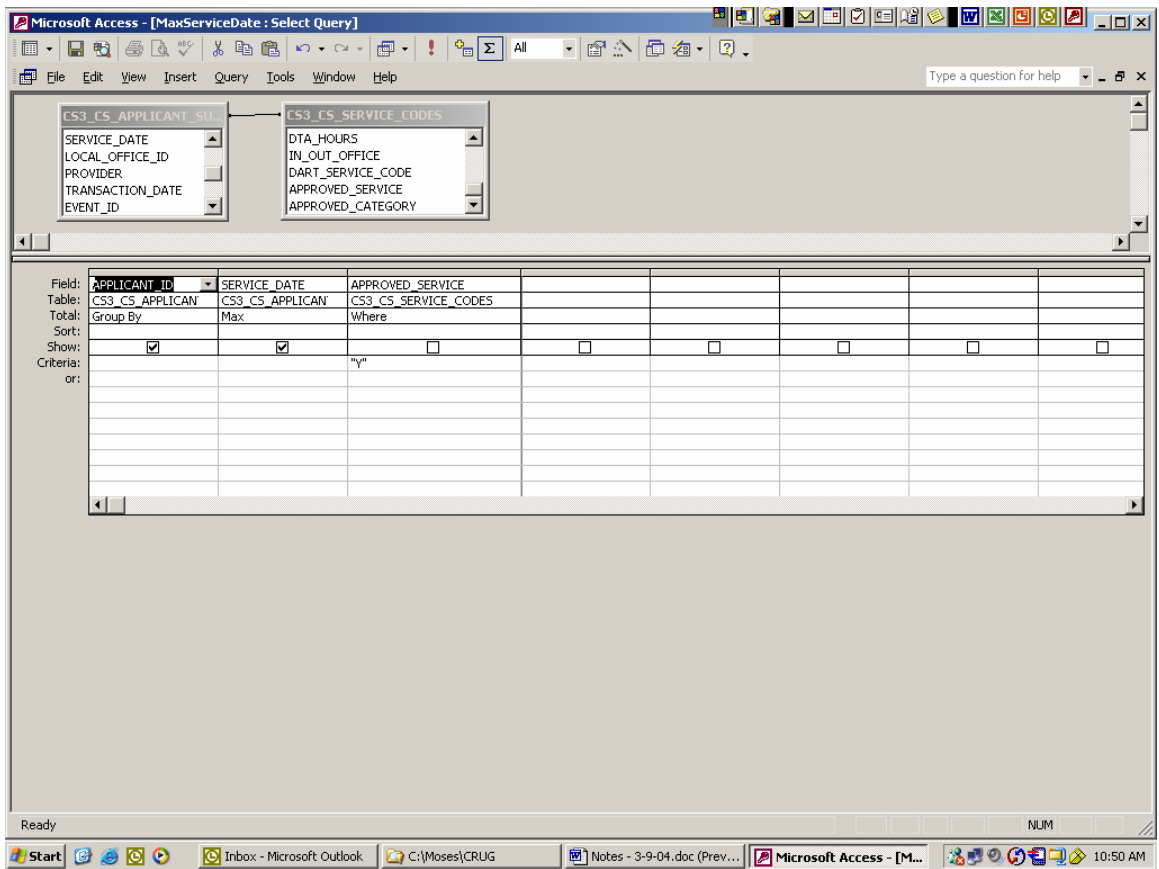 Microsoft Access - [MaxServiceDate : Select Query]
All
File Edit View Insert Query Tools Window Help Type a question for help
CS3_CS_APPLICANT_SU...
SERVICE_DATE
LOCAL_OFFICE_ID
PROVIDER
TRANSACTION_DATE
EVENT_ID
CS3_CS_SERVICE_CODES
DTA_HOURS
IN_OUT_OFFICE
DART_SERVICE_CODE
APPROVED_SERVICE
APPROVED_CATEGORY
Field: APPLICANT_ID SERVICE_DATE APPROVED_SERVICE
Table: CS3_CS_APPLICAN CS3_CS_APPLICAN CS3_CS_SERVICE_CODES
Total: Group By Max Where
Sort:
Show:
Criteria: "Y"
or:
Ready NUM
Start Inbox - Microsoft Outlook C:\Moses\CRUG Notes - 3-9-04.doc (Prev... Microsoft Access - [M... 10:50 AM